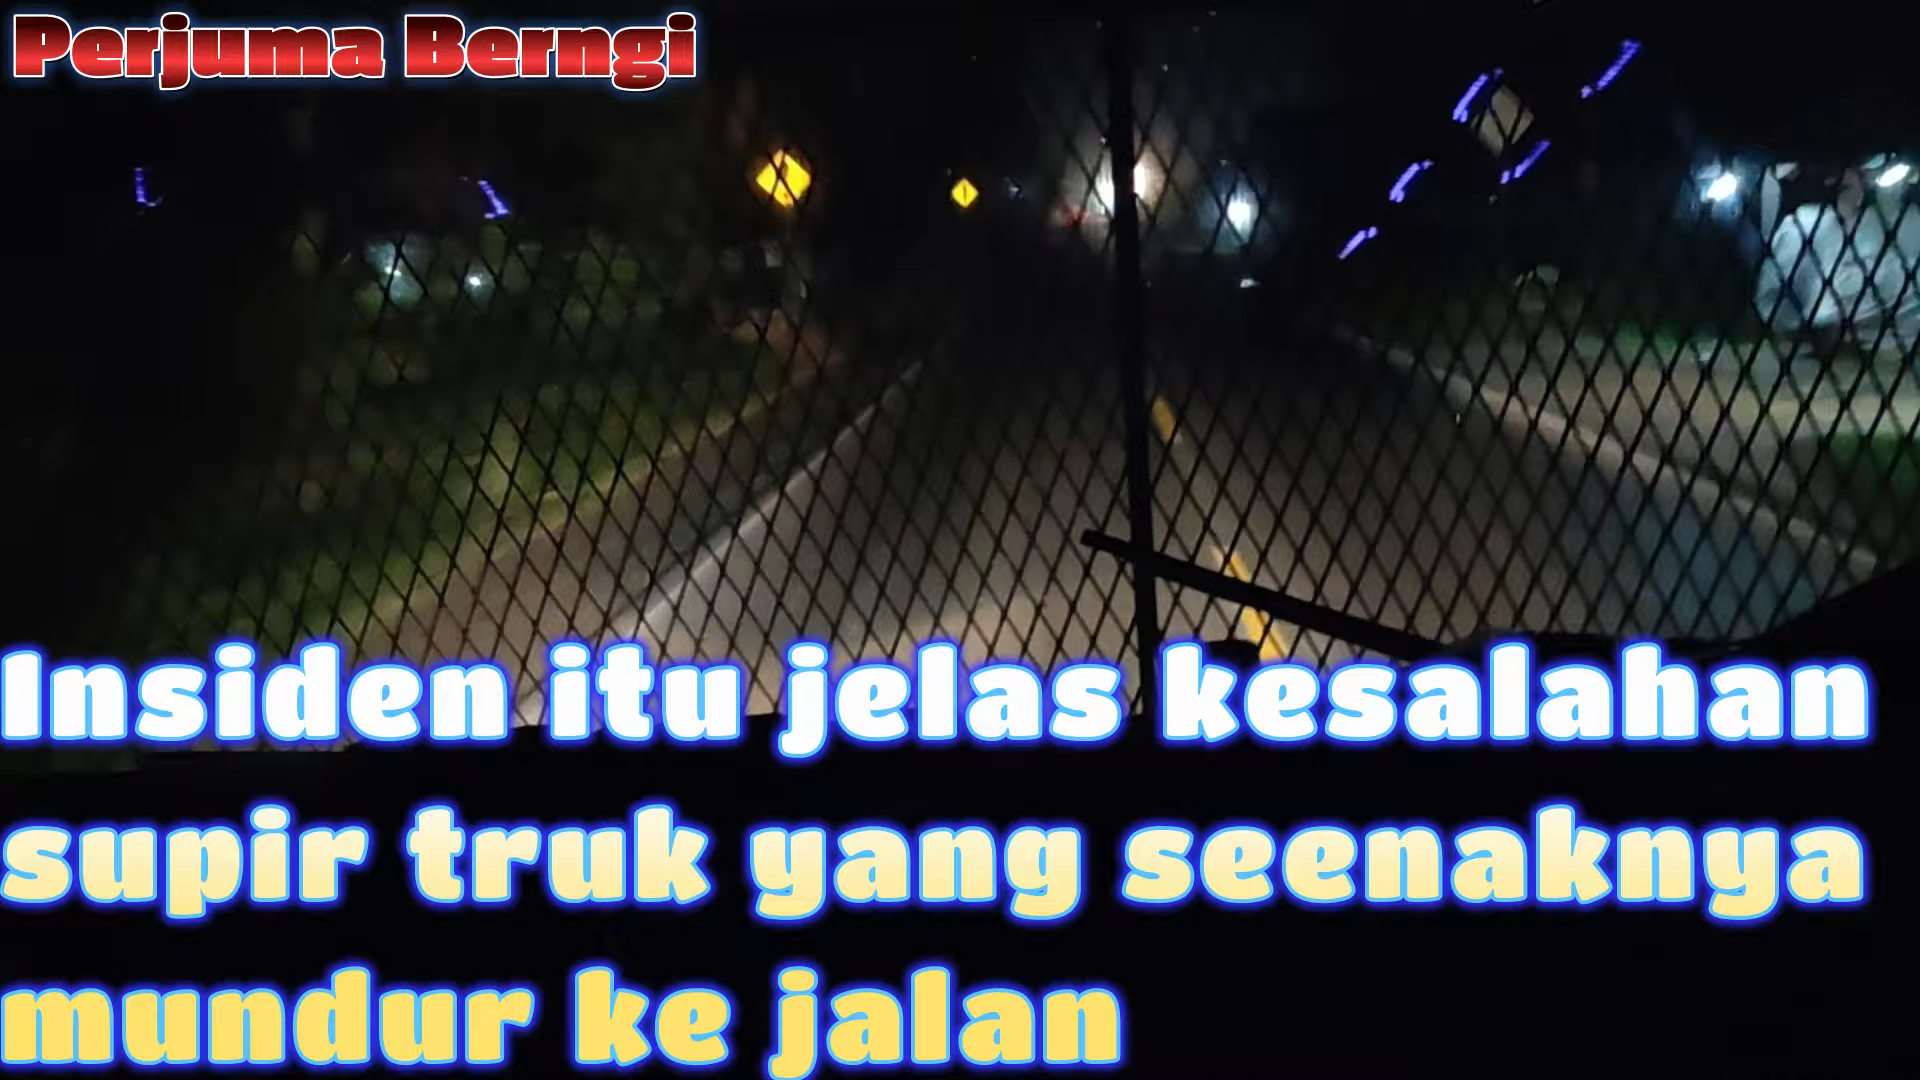 Perjuma Berngi
Insiden itu jelas kesalahan
supir truk yang seenaknya
mundur ke jalan